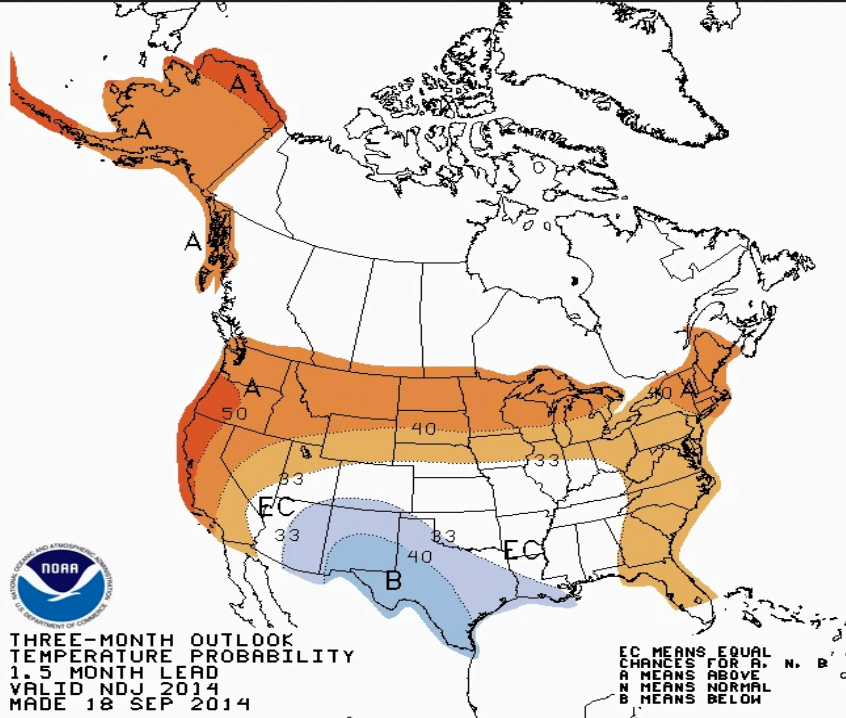 A
A
5
A
A
50
40
40
A
33
33
EC
33
33
EC
40
B
NATIONAL OCEANIC AND ATMOSPHERIC ADMINISTRATION
NOAA
U.S. DEPARTMENT OF COMMERCE
THREE-MONTH OUTLOOK
TEMPERATURE PROBABILITY
1.5 MONTH LEAD
VALID NDJ 2014
MADE 18 SEP 2014
EC MEANS EQUAL
CHANCES FOR A, N, B
A MEANS ABOVE
N MEANS NORMAL
B MEANS BELOW